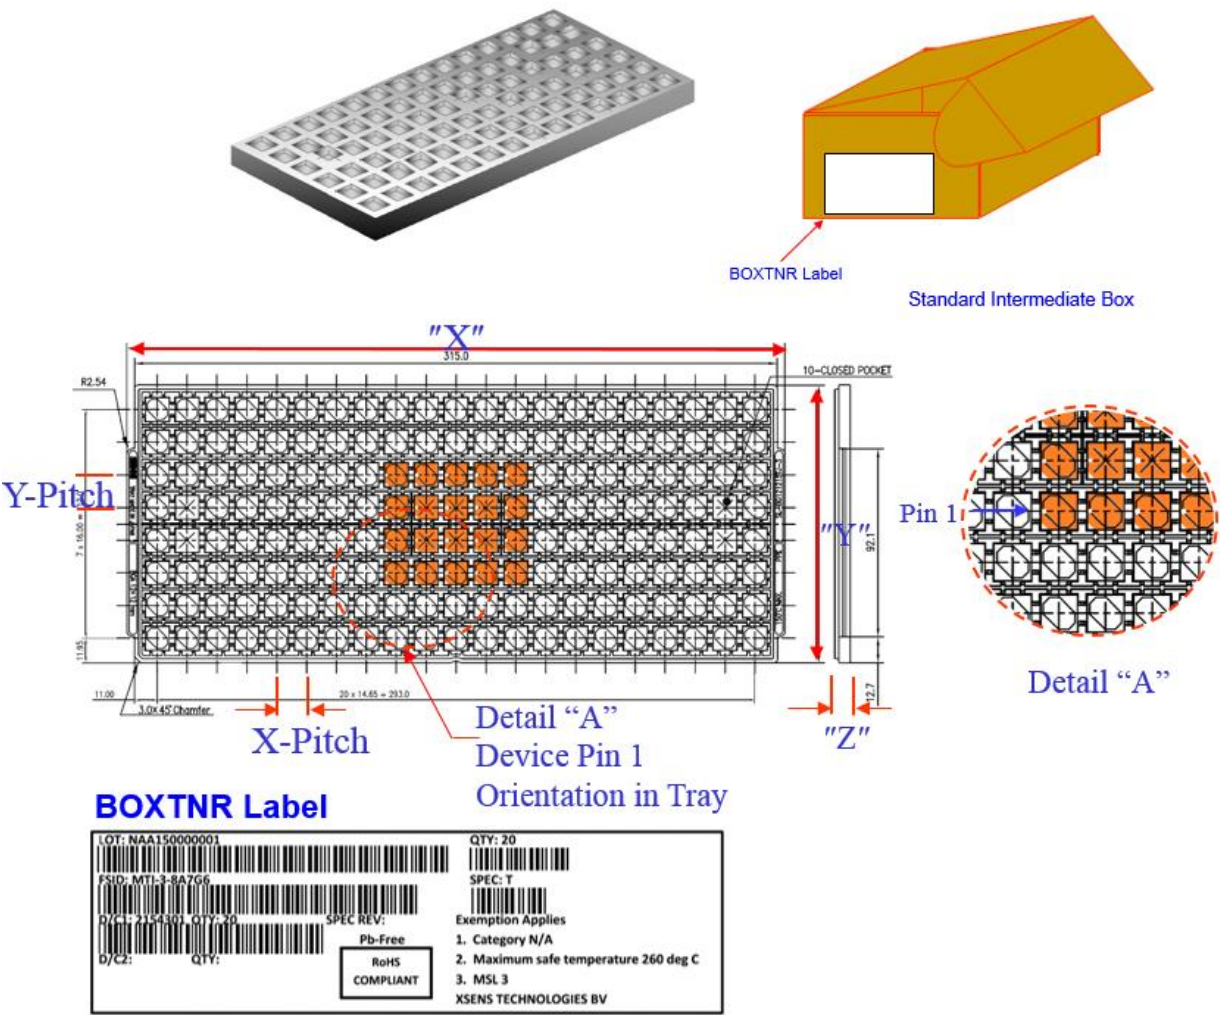 BOXTNR Label
Standard Intermediate Box
"X"
315.0
R2.54
10-CLOSED POCKET
Y-Pitch
7 x 16.00 =
"Y"
92.1
Pin 1
11.95
Detail "A"
11.00
20 x 14.65 = 293.0
12.7
3.0X45°Chamfer
X-Pitch
Detail "A"
Device Pin 1
Orientation in Tray
"Z"
BOXTNR Label
LOT: NAA150000001
QTY: 20
FSID: MTI-3-8A7G6
SPEC: T
D/C1: 2154301 QTY: 20
SPEC REV:
Exemption Applies
Pb-Free
1. Category N/A
D/C2:
QTY:
RoHS
COMPLIANT
2. Maximum safe temperature 260 deg C
3. MSL 3
XSENS TECHNOLOGIES BV